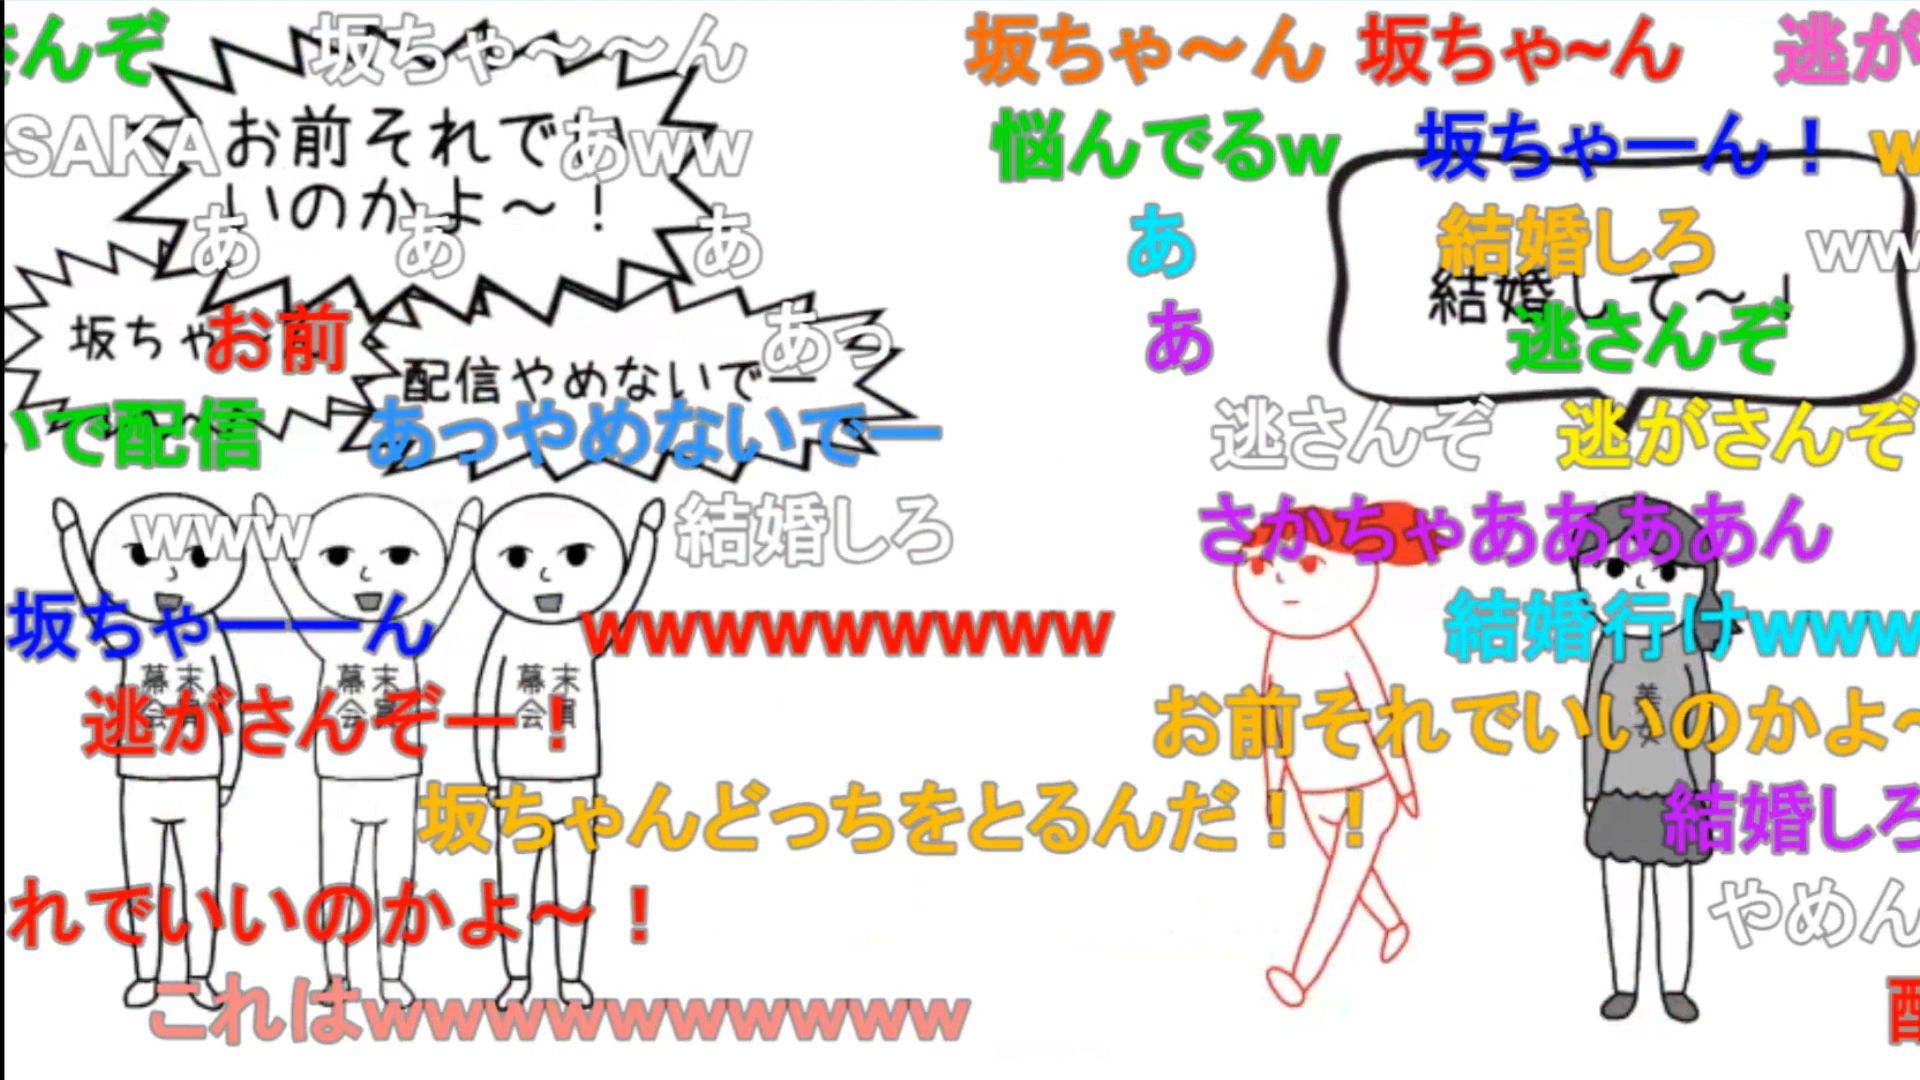 さんぞ
坂ちゃ～～ん
坂ちゃ～ん
坂ちゃ~ん
逃が
SAKA
お前それで
いのかよ～！
あww
悩んでるw
坂ちゃーん！
w
あ
あ
あ
あ
結婚しろ
ww
結婚して～！
坂ちゃ
お前
あっ
あ
逃さんぞ
配信やめないでー
いで配信
あっやめないでー
逃さんぞ
逃がさんぞ
www
結婚しろ
さかちゃああああん
坂ちゃーーん
wwwwwwwwww
結婚行けwww
幕末
会員
幕末
会員
幕末
会員
逃がさんぞー！
お前それでいいのかよ～
美女
坂ちゃんどっちをとるんだ！！
結婚しろ
れでいいのかよ～！
やめん
これはwwwwwwwwwww
配